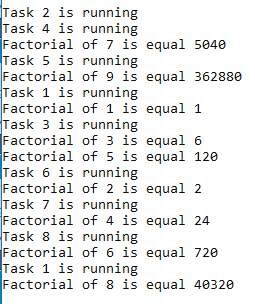 Task 2 is running
Task 4 is running
Factorial of 7 is equal 5040
Task 5 is running
Factorial of 9 is equal 362880
Task 1 is running
Factorial of 1 is equal 1
Task 3 is running
Factorial of 3 is equal 6
Factorial of 5 is equal 120
Task 6 is running
Factorial of 2 is equal 2
Task 7 is running
Factorial of 4 is equal 24
Task 8 is running
Factorial of 6 is equal 720
Task 1 is running
Factorial of 8 is equal 40320